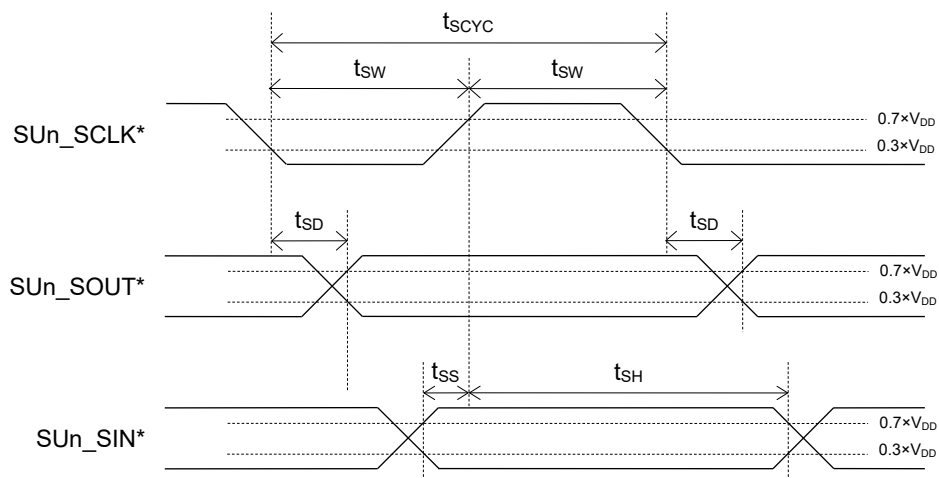 tSCYC
tSW tSW
SUn_SCLK*
0.7×VDD
0.3×VDD
tSD tSD
SUn_SOUT*
0.7×VDD
0.3×VDD
tSS tSH
SUn_SIN*
0.7×VDD
0.3×VDD